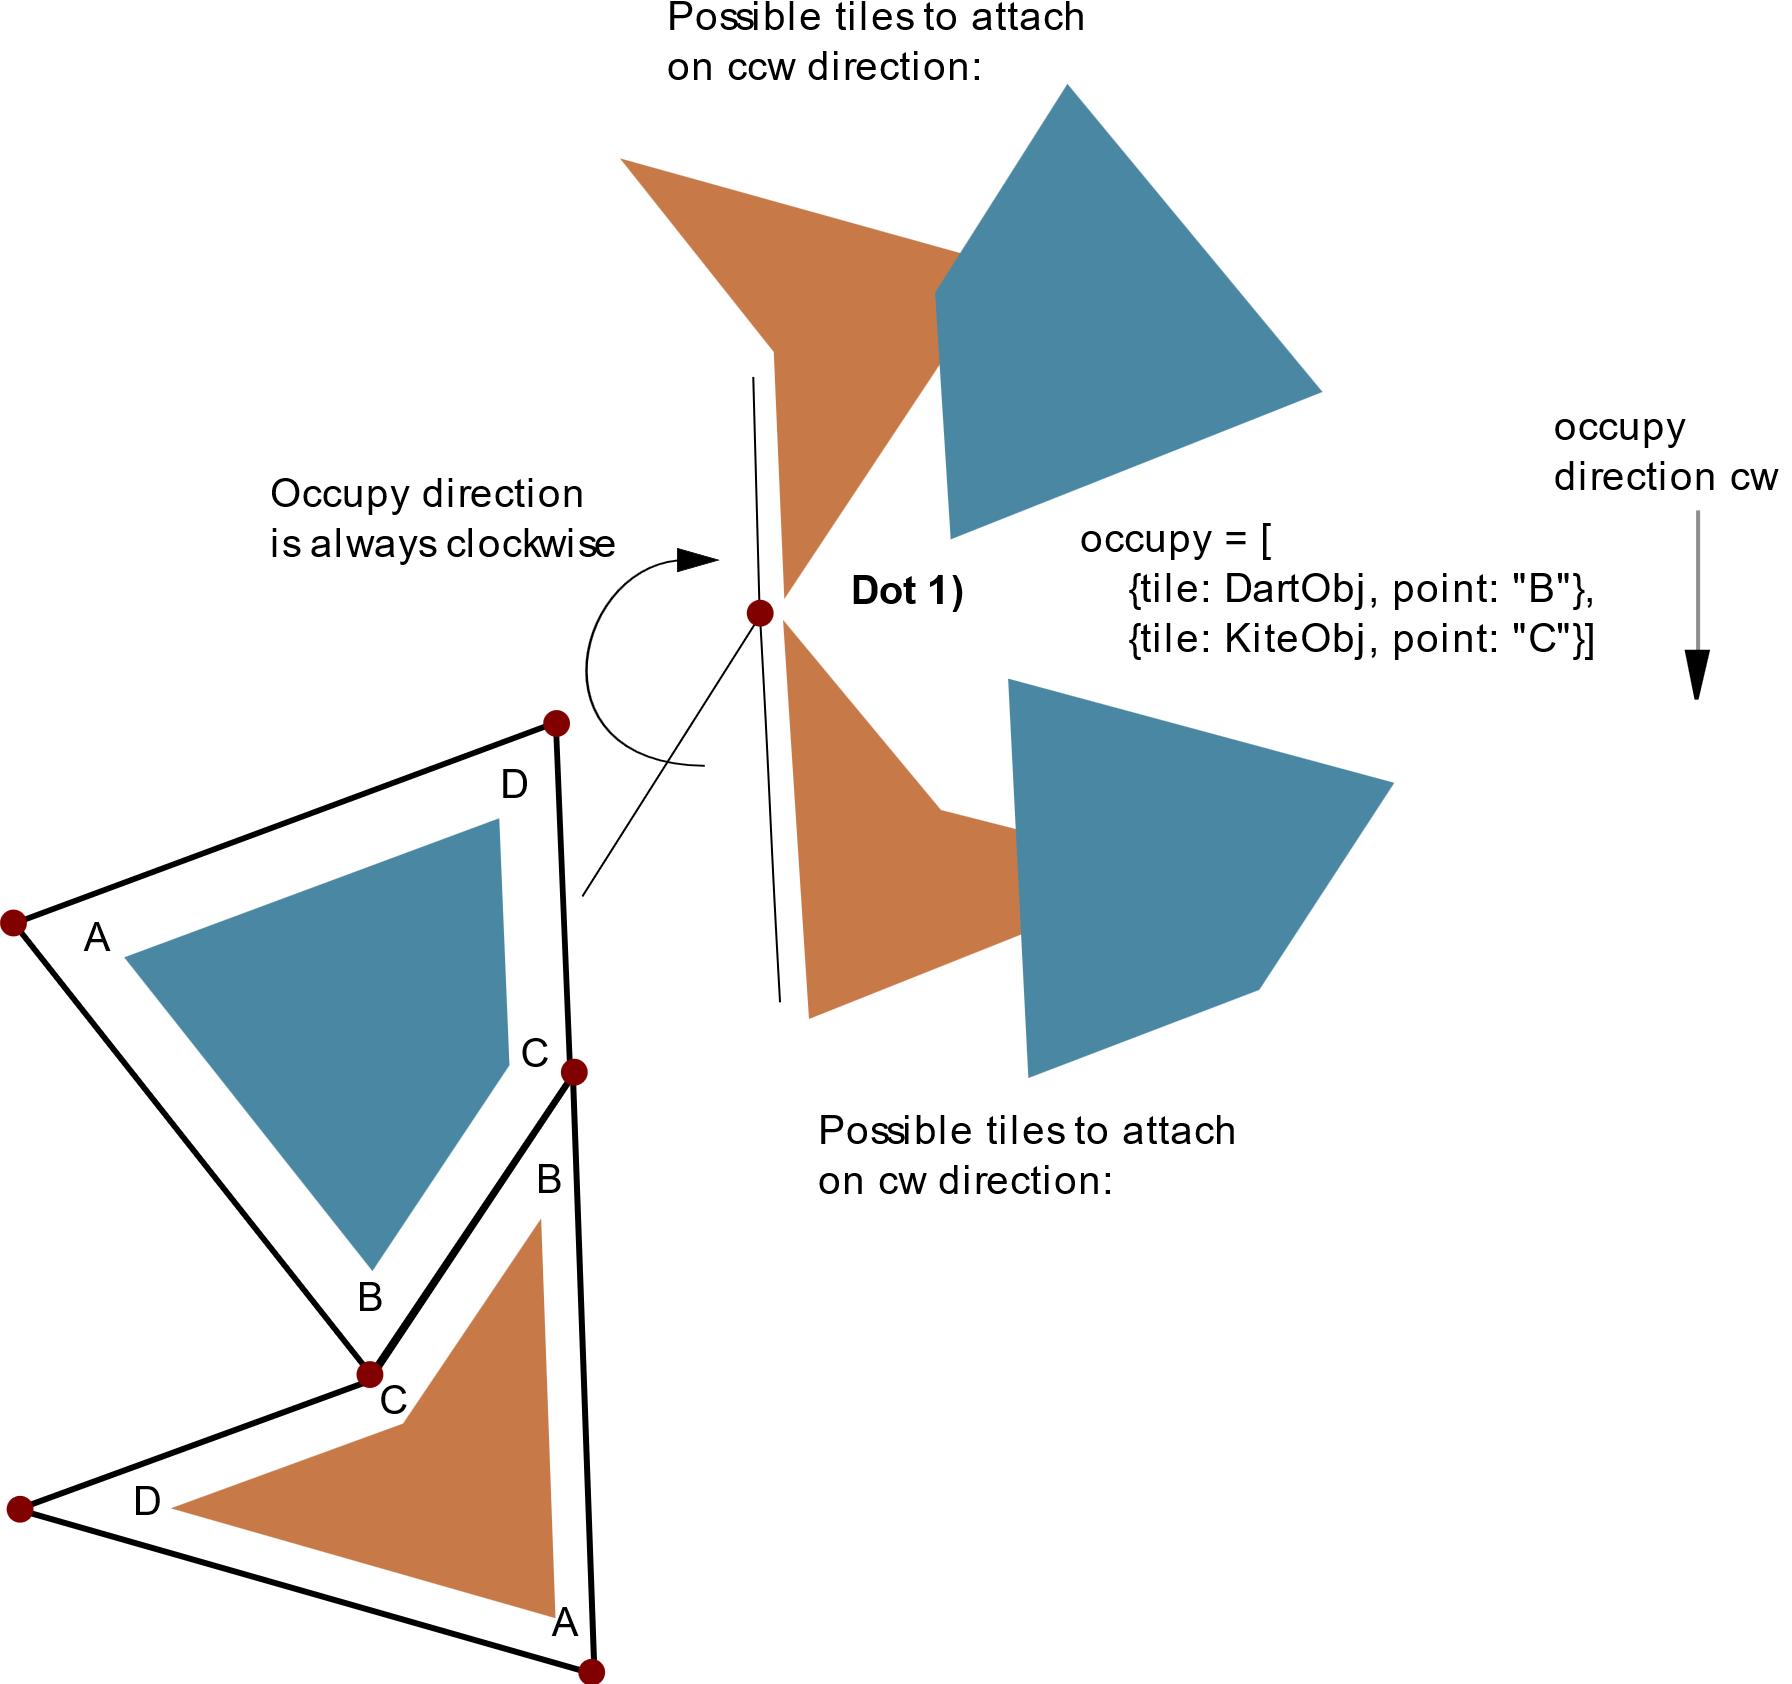 Possible tiles to attach
on ccw direction:
occupy
direction cw
Occupy direction
is always clockwise
occupy = [
Dot 1)
{tile: DartObj, point: "B"},
{tile: KiteObj, point: "C"}]
D
A
C
Possible tiles to attach
on cw direction:
B
B
C
D
A